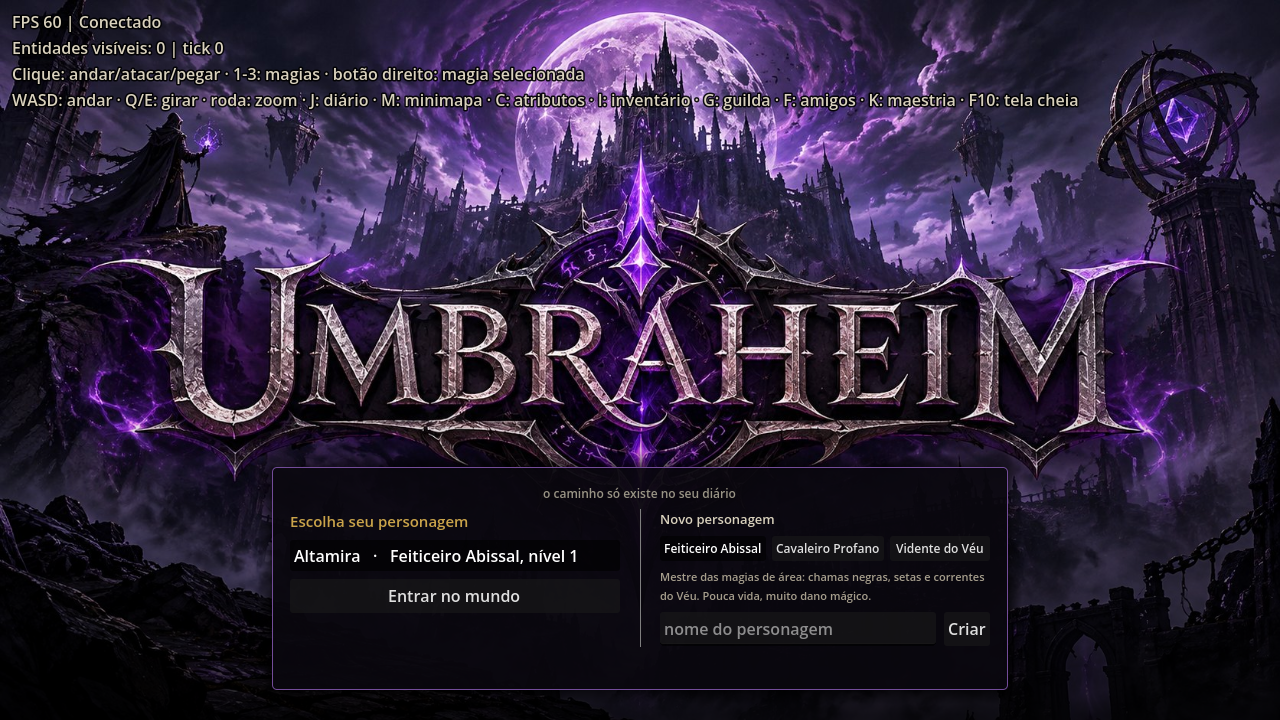 FPS 60 | Conectado
Entidades visíveis: 0 | tick 0
Clique: andar/atacar/pegar · 1-3: magias · botão direito: magia selecionada
WASD: andar · Q/E: girar · roda: zoom · J: diário · M: minimapa · C: atributos · I: inventário · G: guilda · F: amigos · K: maestria · F10: tela cheia
UMBRAHEIM
o caminho só existe no seu diário
Escolha seu personagem
Altamira · Feiticeiro Abissal, nível 1
Entrar no mundo
Novo personagem
Feiticeiro Abissal Cavaleiro Profano Vidente do Véu
Mestre das magias de área: chamas negras, setas e correntes
do Véu. Pouca vida, muito dano mágico.
nome do personagem Criar